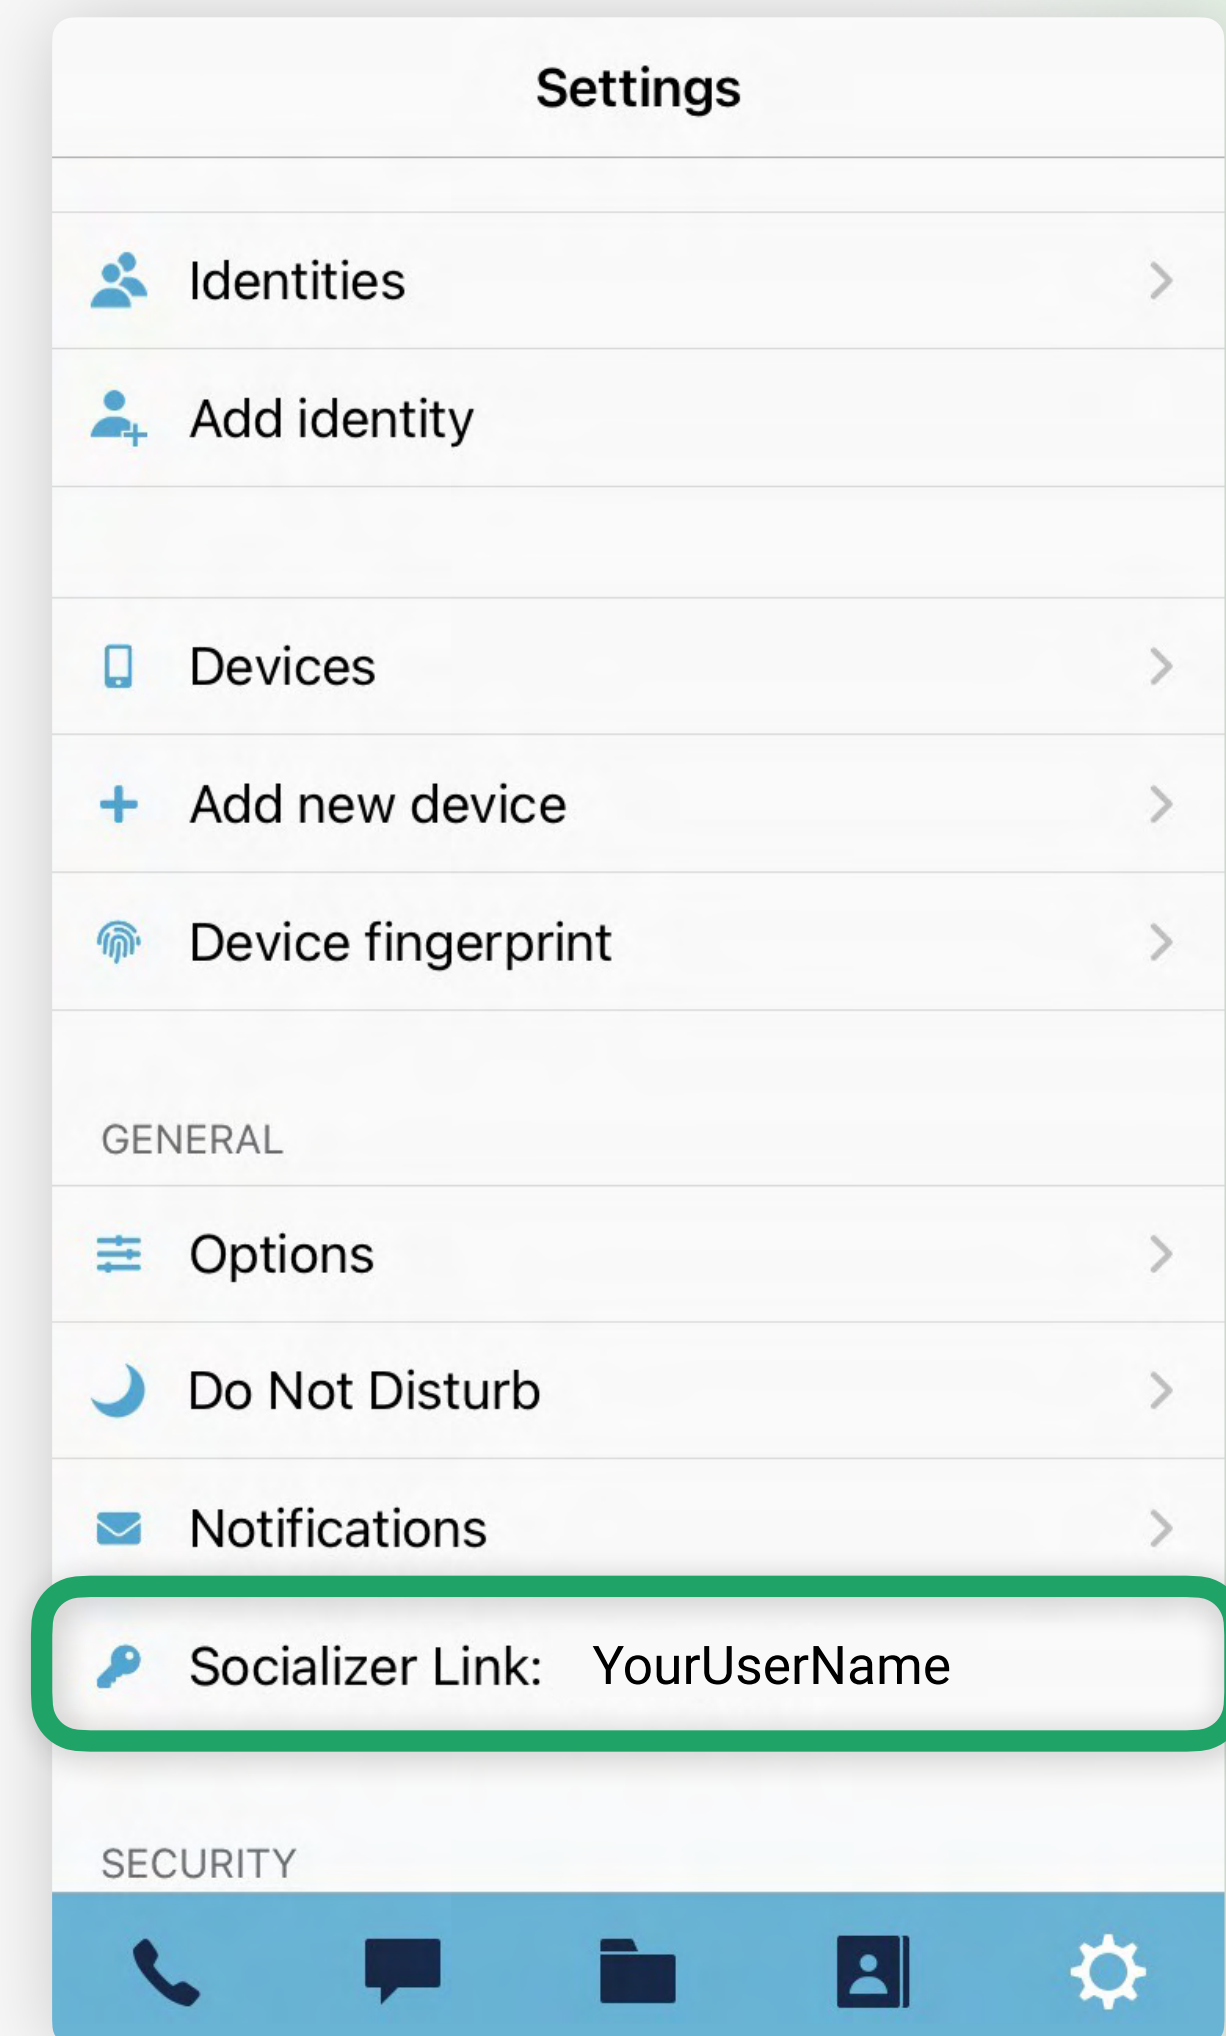 Settings
Identities
Add identity
Devices
Add new device
Device fingerprint
GENERAL
Options
Do Not Disturb
Notifications
Socializer Link: YourUserName
SECURITY